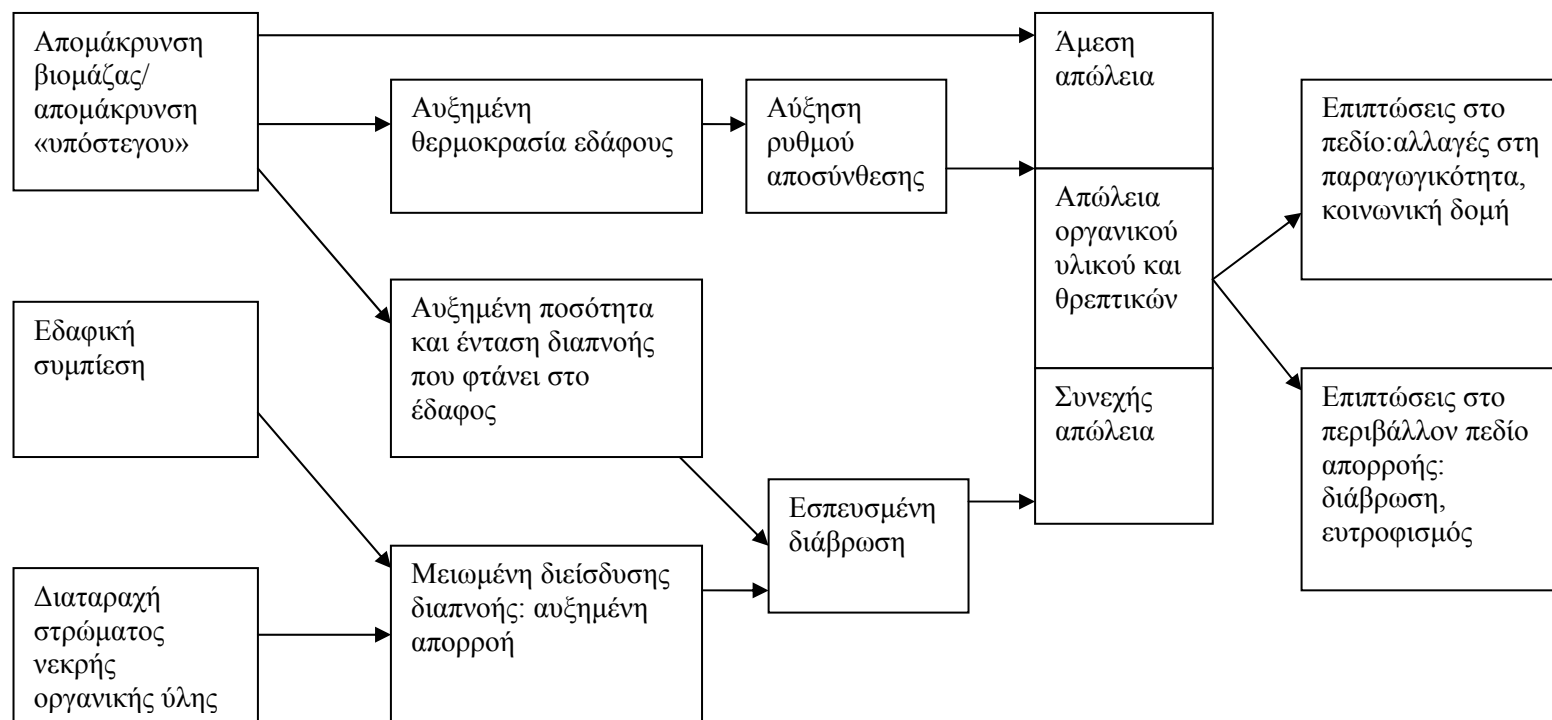 Απομάκρυνση
βιομάζας/
απομάκρυνση
«υπόστεγου»
Αυξημένη
θερμοκρασία εδάφους
Αύξηση
ρυθμού
αποσύνθεσης
Άμεση
απώλεια
Απώλεια
οργανικού
υλικού και
θρεπτικών
Συνεχής
απώλεια
Επιπτώσεις στο
πεδίο:αλλαγές στη
παραγωγικότητα,
κοινωνική δομή
Εδαφική
συμπίεση
Αυξημένη ποσότητα
και ένταση διαπνοής
που φτάνει στο
έδαφος
Επιπτώσεις στο
περιβάλλον πεδίο
απορροής:
διάβρωση,
ευτροφισμός
Εσπευσμένη
διάβρωση
Διαταραχή
στρώματος
νεκρής
οργανικής ύλης
Μειωμένη διείσδυσης
διαπνοής: αυξημένη
απορροή